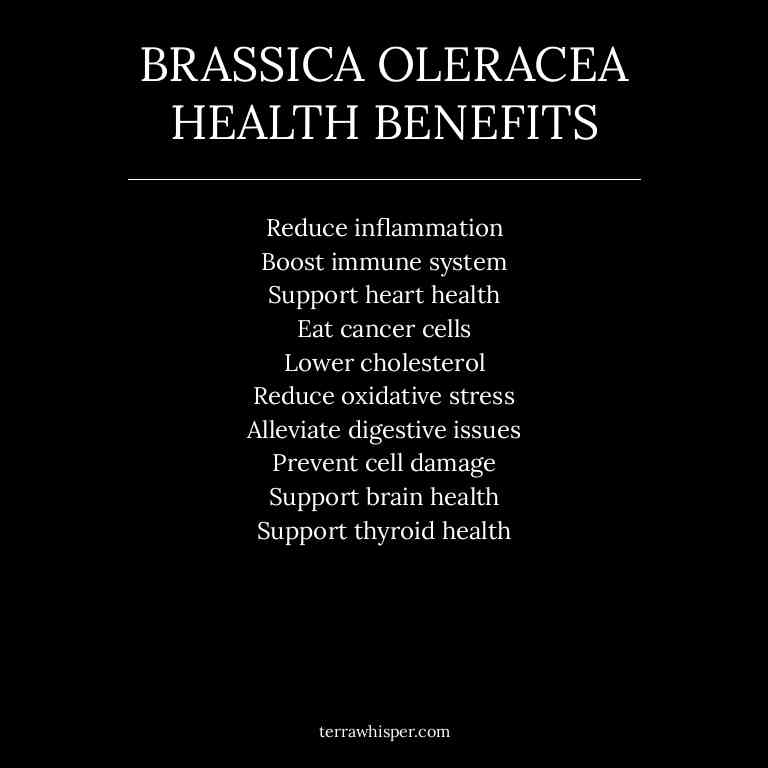 BRASSICA OLERACEA
HEALTH BENEFITS
Reduce inflammation
Boost immune system
Support heart health
Eat cancer cells
Lower cholesterol
Reduce oxidative stress
Alleviate digestive issues
Prevent cell damage
Support brain health
Support thyroid health
terrawhisper.com